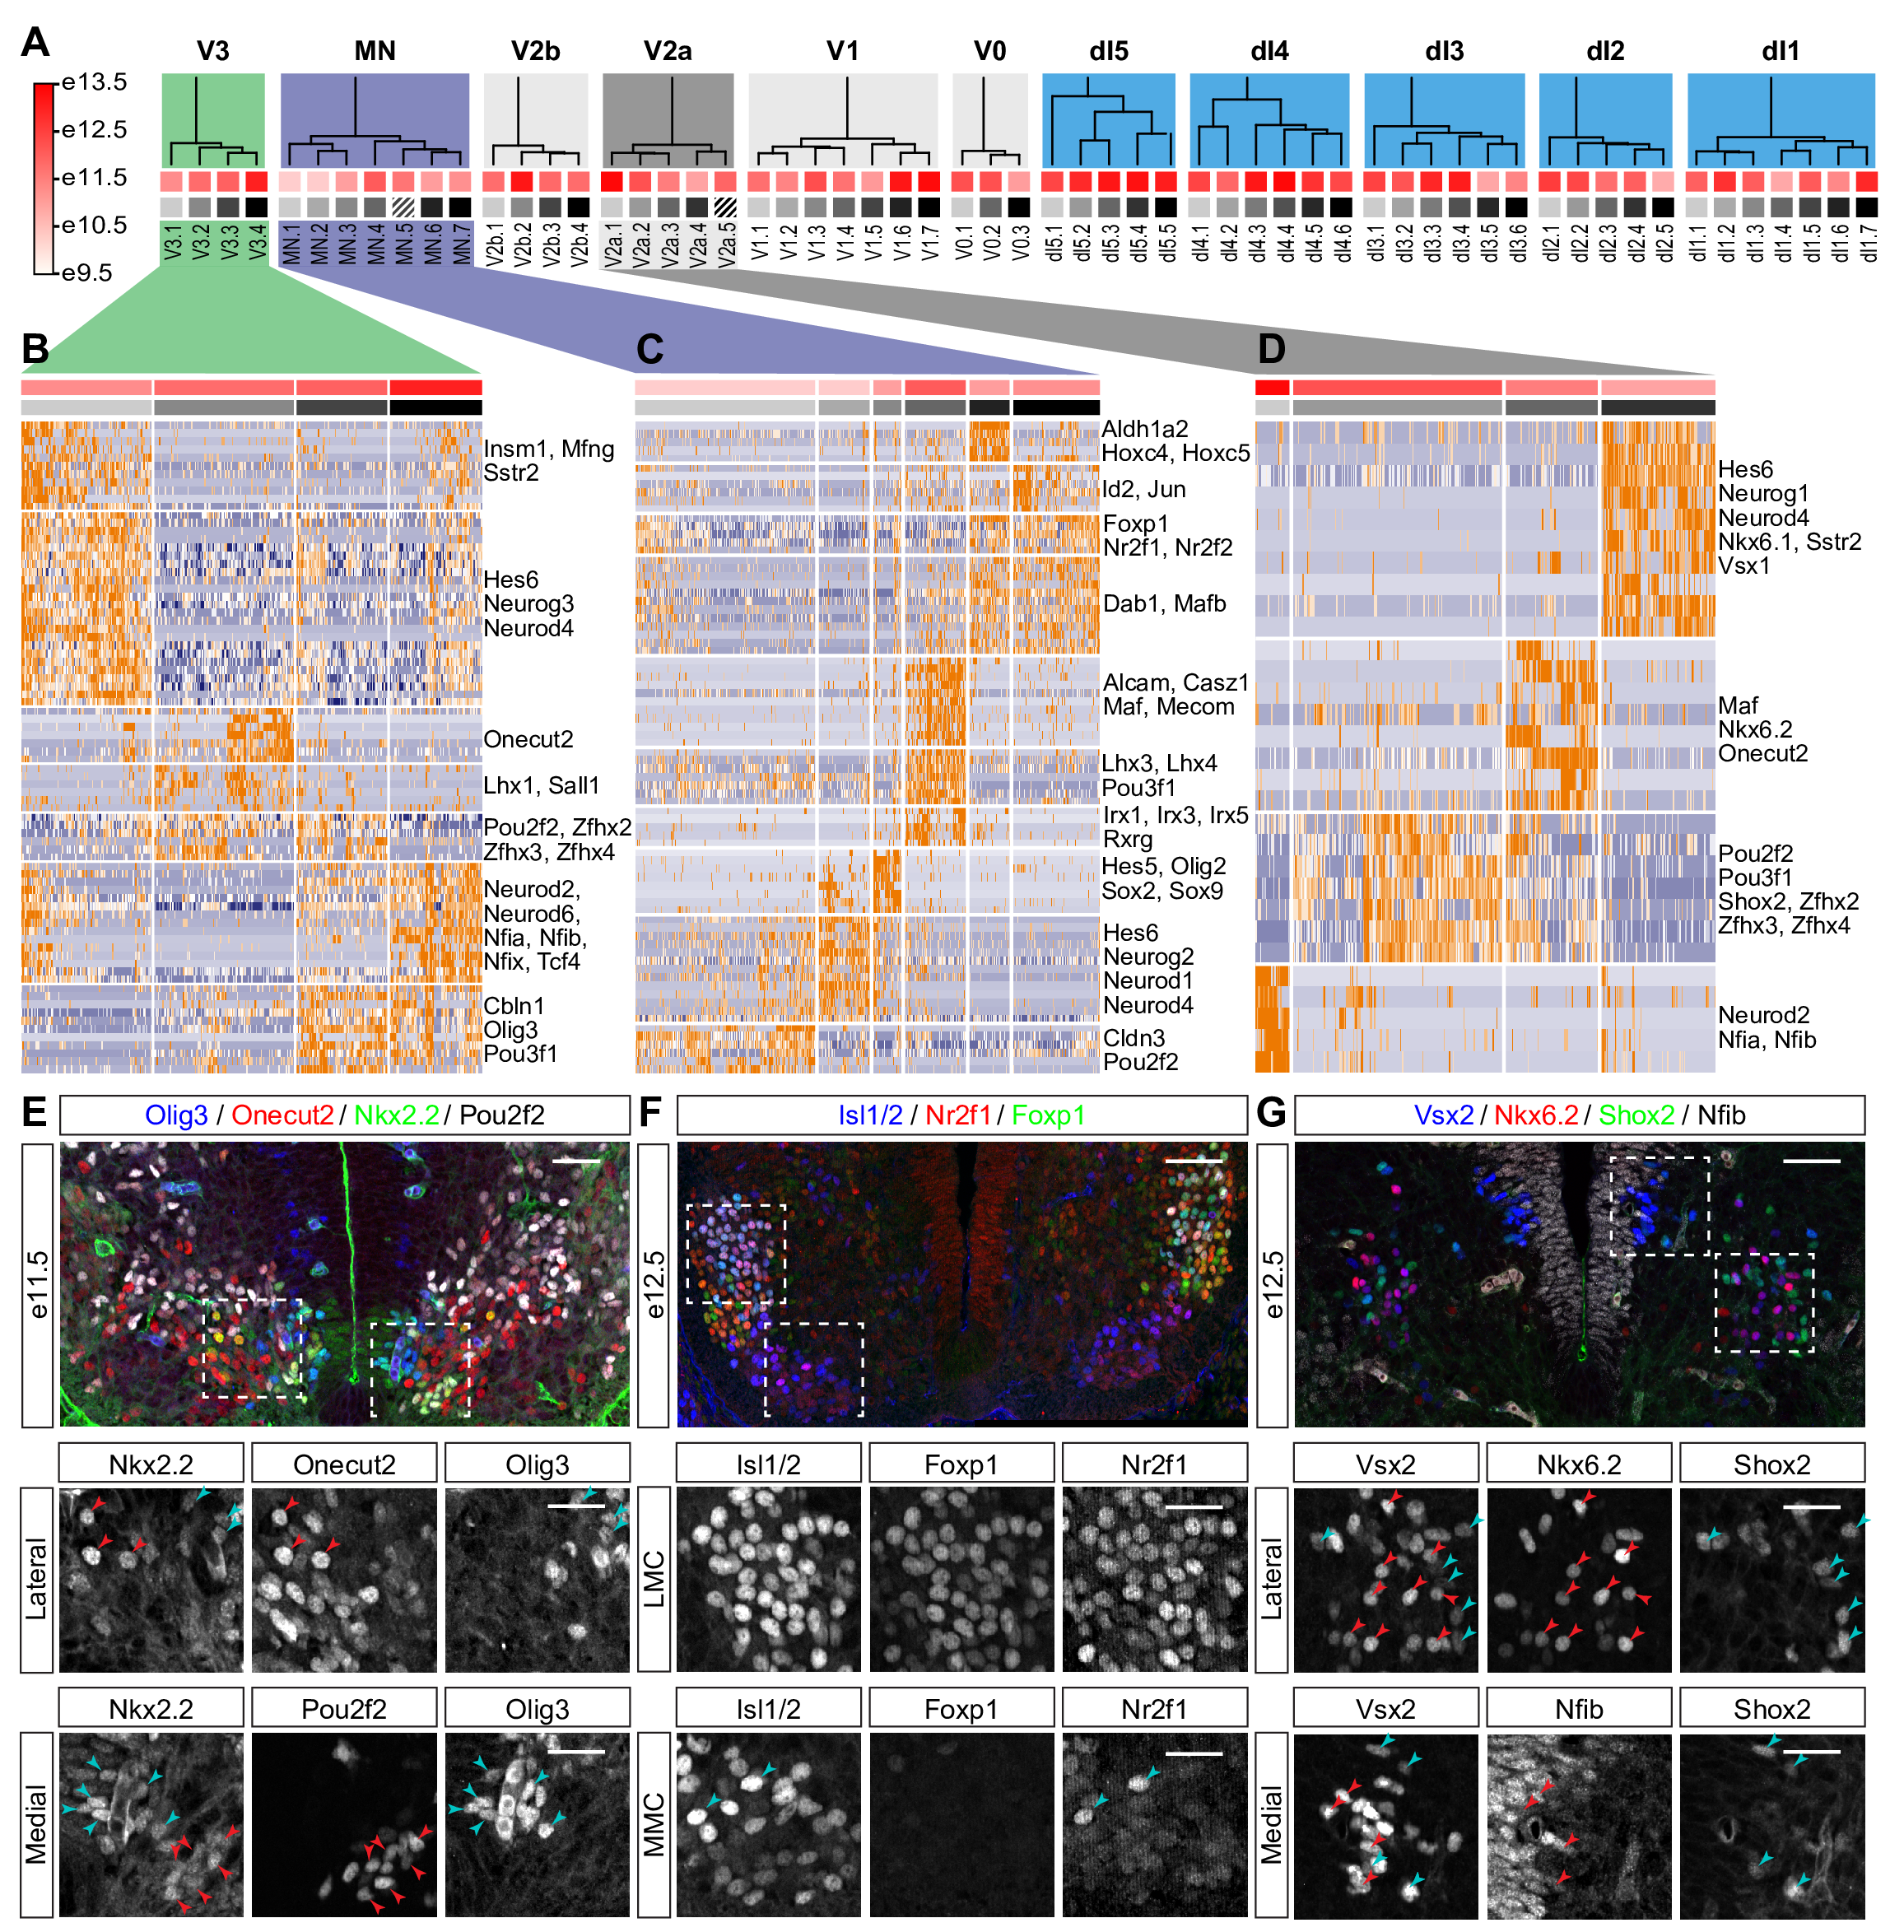 A
V3 MN V2b V2a V1 V0 dI5 dI4 dI3 dI2 dI1
e13.5
e12.5
e11.5
e10.5
e9.5
V3.1 V3.2 V3.3 V3.4 MN.1 MN.2 MN.3 MN.4 MN.5 MN.6 MN.7 V2b.1 V2b.2 V2b.3 V2b.4 V2a.1 V2a.2 V2a.3 V2a.4 V2a.5 V1.1 V1.2 V1.3 V1.4 V1.5 V1.6 V1.7 V0.1 V0.2 V0.3 dI5.1 dI5.2 dI5.3 dI5.4 dI5.5 dI4.1 dI4.2 dI4.3 dI4.4 dI4.5 dI4.6 dI3.1 dI3.2 dI3.3 dI3.4 dI3.5 dI3.6 dI2.1 dI2.2 dI2.3 dI2.4 dI2.5 dI1.1 dI1.2 dI1.3 dI1.4 dI1.5 dI1.6 dI1.7
B
Insm1, Mfng
Sstr2
Hes6
Neurog3
Neurod4
Onecut2
Lhx1, Sall1
Pou2f2, Zfhx2
Zfhx3, Zfhx4
Neurod2,
Neurod6,
Nfia, Nfib,
Nfix, Tcf4
Cbln1
Olig3
Pou3f1
C
Aldh1a2
Hoxc4, Hoxc5
Id2, Jun
Foxp1
Nr2f1, Nr2f2
Dab1, Mafb
Alcam, Casz1
Maf, Mecom
Lhx3, Lhx4
Pou3f1
Irx1, Irx3, Irx5
Rxrg
Hes5, Olig2
Sox2, Sox9
Hes6
Neurog2
Neurod1
Neurod4
Cldn3
Pou2f2
D
Hes6
Neurog1
Neurod4
Nkx6.1, Sstr2
Vsx1
Maf
Nkx6.2
Onecut2
Pou2f2
Pou3f1
Shox2, Zfhx2
Zfhx3, Zfhx4
Neurod2
Nfia, Nfib
E
Olig3 / Onecut2 / Nkx2.2 / Pou2f2
e11.5
Nkx2.2 Onecut2 Olig3
Lateral
Nkx2.2 Pou2f2 Olig3
Medial
F
Isl1/2 / Nr2f1 / Foxp1
e12.5
Isl1/2 Foxp1 Nr2f1
LMC
Isl1/2 Foxp1 Nr2f1
MMC
G
Vsx2 / Nkx6.2 / Shox2 / Nfib
e12.5
Vsx2 Nkx6.2 Shox2
Lateral
Vsx2 Nfib Shox2
Medial